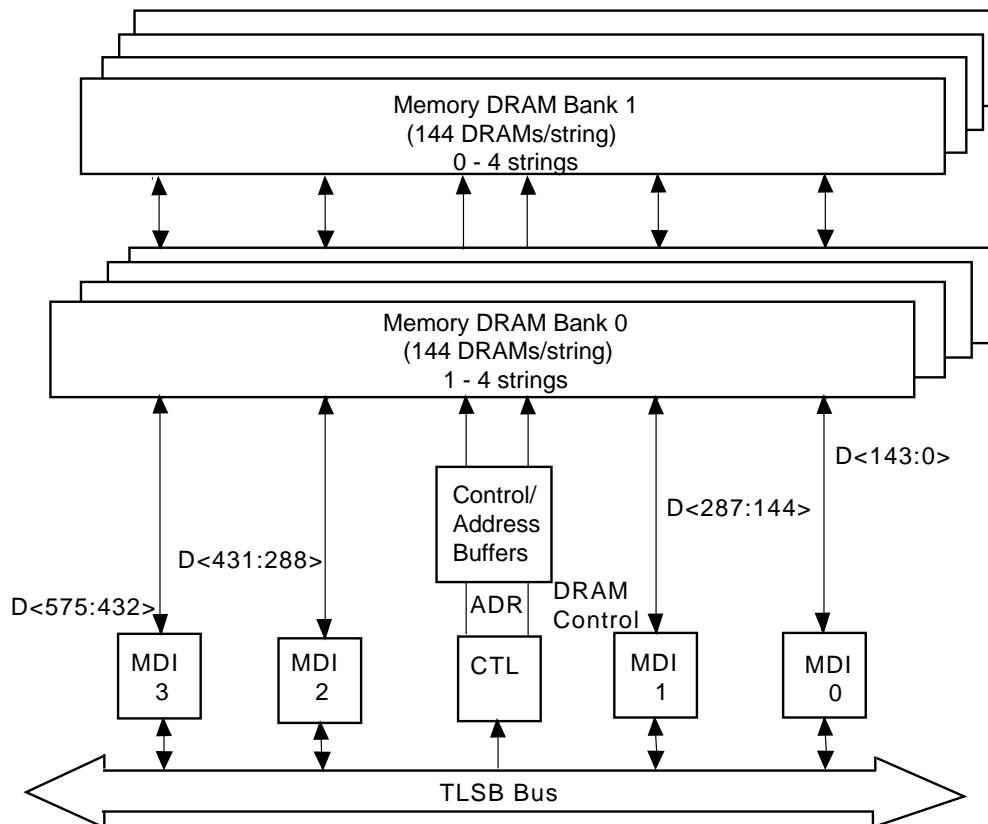 Memory DRAM Bank 1
(144 DRAMs/string)
0 - 4 strings
Memory DRAM Bank 0
(144 DRAMs/string)
1 - 4 strings
D<143:0>
Control/
Address
Buffers
D<287:144>
D<431:288>
D<575:432>
ADR
DRAM
Control
MDI
3
MDI
2
CTL
MDI
1
MDI
0
TLSB Bus